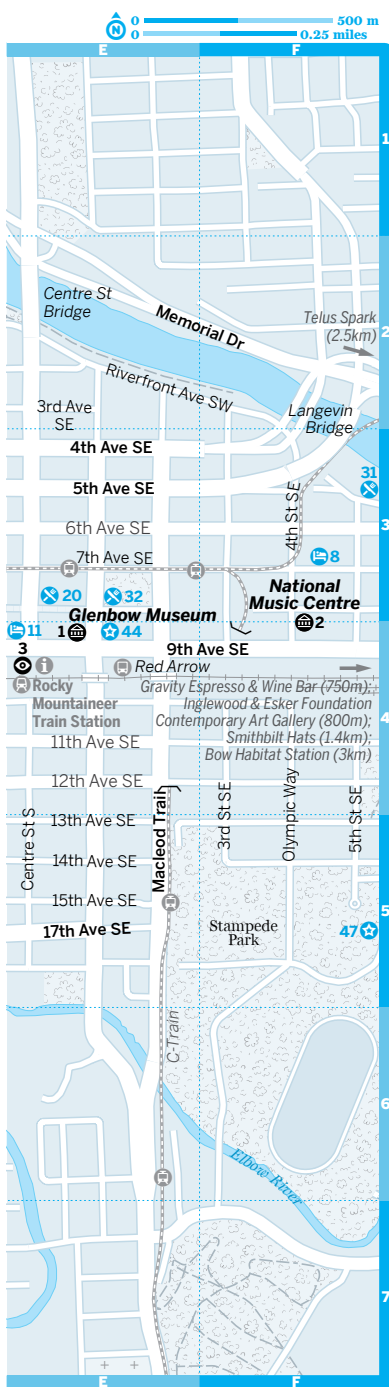 N
0 500 m
0 0.25 miles
E F
1
Centre St
Bridge
Memorial Dr
Telus Spark
(2.5km)
2
Riverfront Ave SW
3rd Ave
SE
Langevin
Bridge
4th Ave SE
31
5th Ave SE
4th St SE
6th Ave SE
3
7th Ave SE
8
National
Music Centre
20
32
Glenbow Museum
11
1
44
2
3
9th Ave SE
i
Red Arrow
Rocky
Mountaineer
Train Station
Gravity Espresso & Wine Bar (750m);
Inglewood & Esker Foundation
Contemporary Art Gallery (800m);
Smithbilt Hats (1.4km);
Bow Habitat Station (3km)
4
11th Ave SE
12th Ave SE
Centre St S
Macleod Trail
3rd St SE
Olympic Way
5th St SE
13th Ave SE
14th Ave SE
15th Ave SE
5
17th Ave SE
Stampede
Park
47
C-Train
6
Elbow River
7
E F